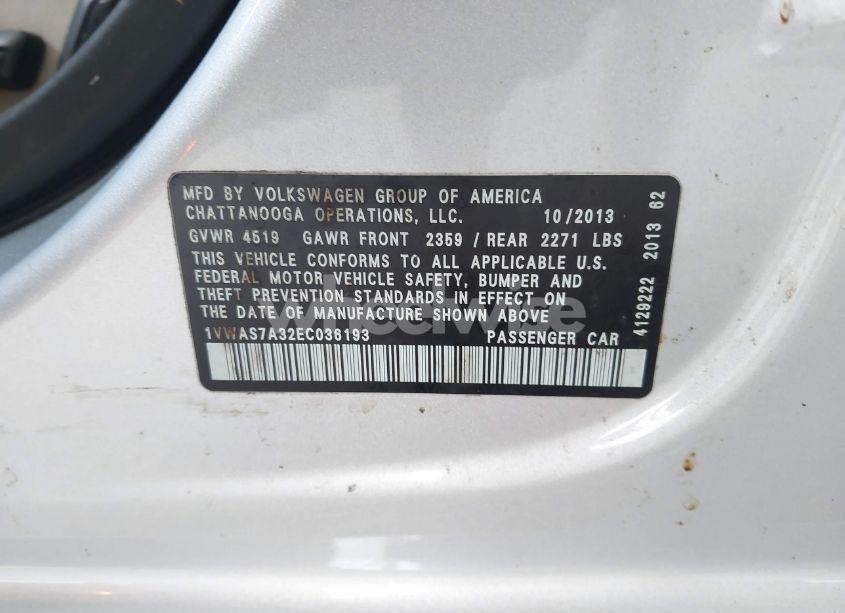 MFD BY VOLKSWAGEN GROUP OF AMERICA
CHATTANOOGA OPERATIONS, LLC. 10/2013
GVWR 4519 GAWR FRONT 2359 / REAR 2271 LBS
THIS VEHICLE CONFORMS TO ALL APPLICABLE U.S.
FEDERAL MOTOR VEHICLE SAFETY, BUMPER AND
THEFT PREVENTION STANDARDS IN EFFECT ON
THE DATE OF MANUFACTURE SHOWN ABOVE
1VWAS7A32EC036193 PASSENGER CAR
4129222 2013 62
wheelwise